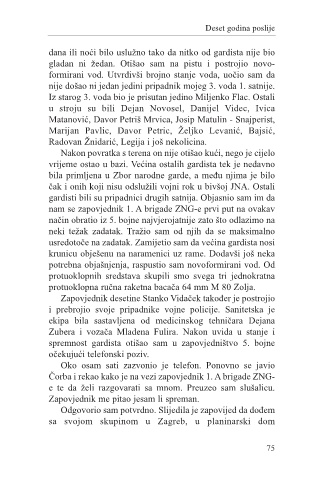 Deset godina poslije
dana ili noći bilo uslužno tako da nitko od gardista nije bio
gladan ni žedan. Otišao sam na pistu i postrojio novo-
formirani vod. Utvrdivši brojno stanje voda, uočio sam da
nije došao ni jedan jedini pripadnik mojeg 3. voda 1. satnije.
Iz starog 3. voda bio je prisutan jedino Miljenko Flac. Ostali
u stroju su bili Dejan Novosel, Danijel Videc, Ivica
Matanović, Davor Petriš Mrvica, Josip Matulin - Snajperist,
Marijan Pavlic, Davor Petric, Željko Levanić, Bajsić,
Radovan Žnidarić, Legija i još nekolicina.
Nakon povratka s terena on nije otišao kući, nego je cijelo
vrijeme ostao u bazi. Većina ostalih gardista tek je nedavno
bila primljena u Zbor narodne garde, a među njima je bilo
čak i onih koji nisu odslužili vojni rok u bivšoj JNA. Ostali
gardisti bili su pripadnici drugih satnija. Objasnio sam im da
nam se zapovjednik 1. A brigade ZNG-e prvi put na ovakav
način obratio iz 5. bojne najvjerojatnije zato što odlazimo na
neki težak zadatak. Tražio sam od njih da se maksimalno
usredotoče na zadatak. Zamijetio sam da većina gardista nosi
krunicu obješenu na naramenici uz rame. Dodavši još neka
potrebna objašnjenja, raspustio sam novoformirani vod. Od
protuoklopnih sredstava skupili smo svega tri jednokratna
protuoklopna ručna raketna bacača 64 mm M 80 Zolja.
Zapovjednik desetine Stanko Vidaček također je postrojio
i prebrojio svoje pripadnike vojne policije. Sanitetska je
ekipa bila sastavljena od medicinskog tehničara Dejana
Zubera i vozača Mladena Fulira. Nakon uvida u stanje i
spremnost gardista otišao sam u zapovjedništvo 5. bojne
očekujući telefonski poziv.
Oko osam sati zazvonio je telefon. Ponovno se javio
Čorba i rekao kako je na vezi zapovjednik 1. A brigade ZNG-
e te da želi razgovarati sa mnom. Preuzeo sam slušalicu.
Zapovjednik me pitao jesam li spreman.
Odgovorio sam potvrdno. Slijedila je zapovijed da dođem
sa svojom skupinom u Zagreb, u planinarski dom
75